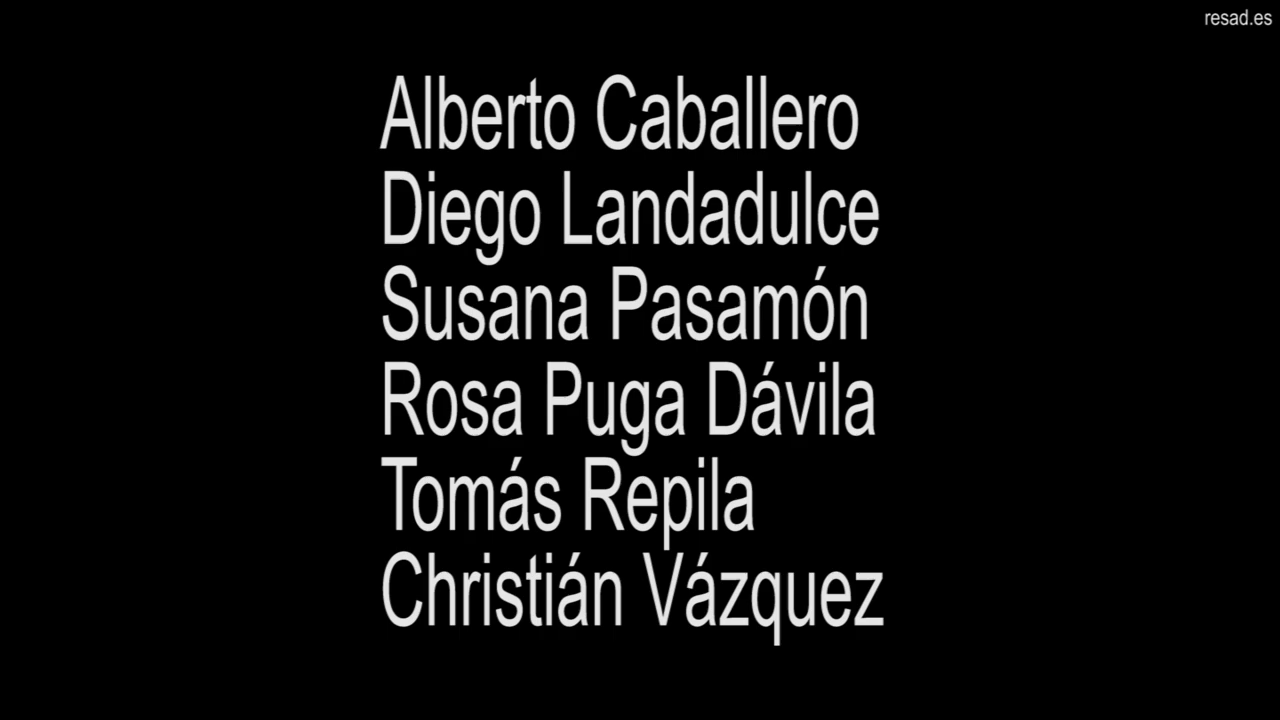 resad.es
Alberto Caballero
Diego Landadulce
Susana Pasamón
Rosa Puga Dávila
Tomás Repila
Christián Vázquez